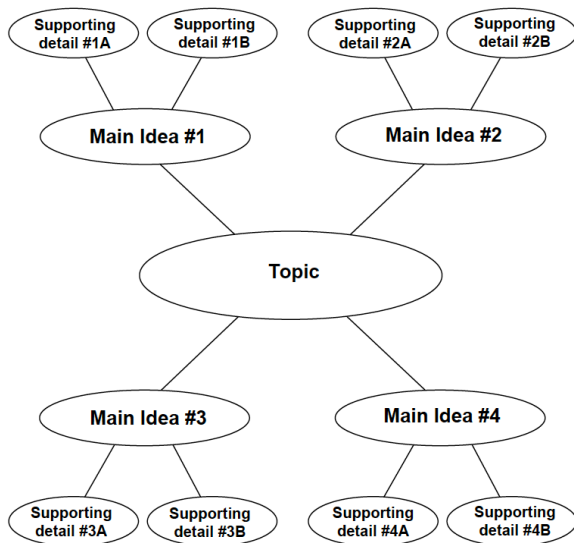 Supporting
detail #1A
Supporting
detail #1B
Supporting
detail #2A
Supporting
detail #2B
Main Idea #1
Main Idea #2
Topic
Main Idea #3
Main Idea #4
Supporting
detail #3A
Supporting
detail #3B
Supporting
detail #4A
Supporting
detail #4B